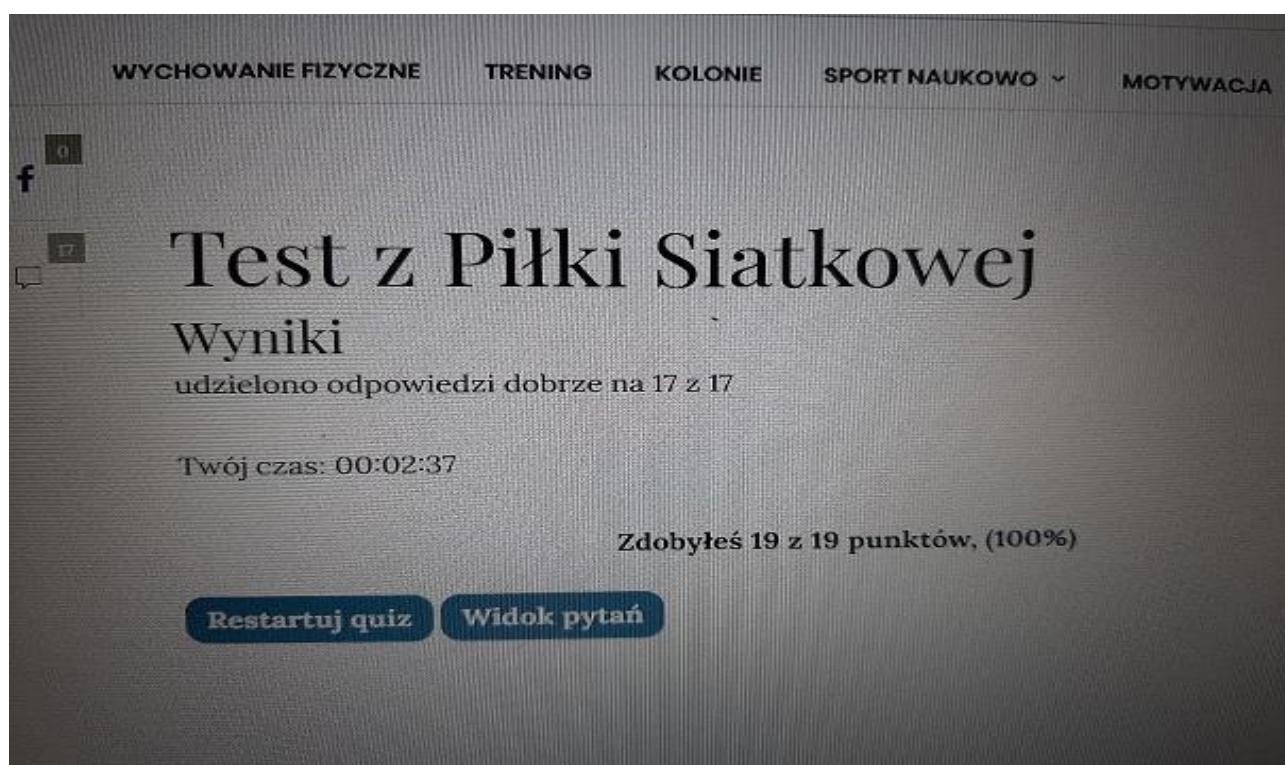 WYCHOWANIE FIZYCZNE TRENING KOLONIE SPORT NAUKOWO MOTYWACJA
0
f
17
Test z Piłki Siatkowej
Wyniki
udzielono odpowiedzi dobrze na 17 z 17
Twój czas: 00:02:37
Zdobyłeś 19 z 19 punktów, (100%)
Restartuj quiz Widok pytań